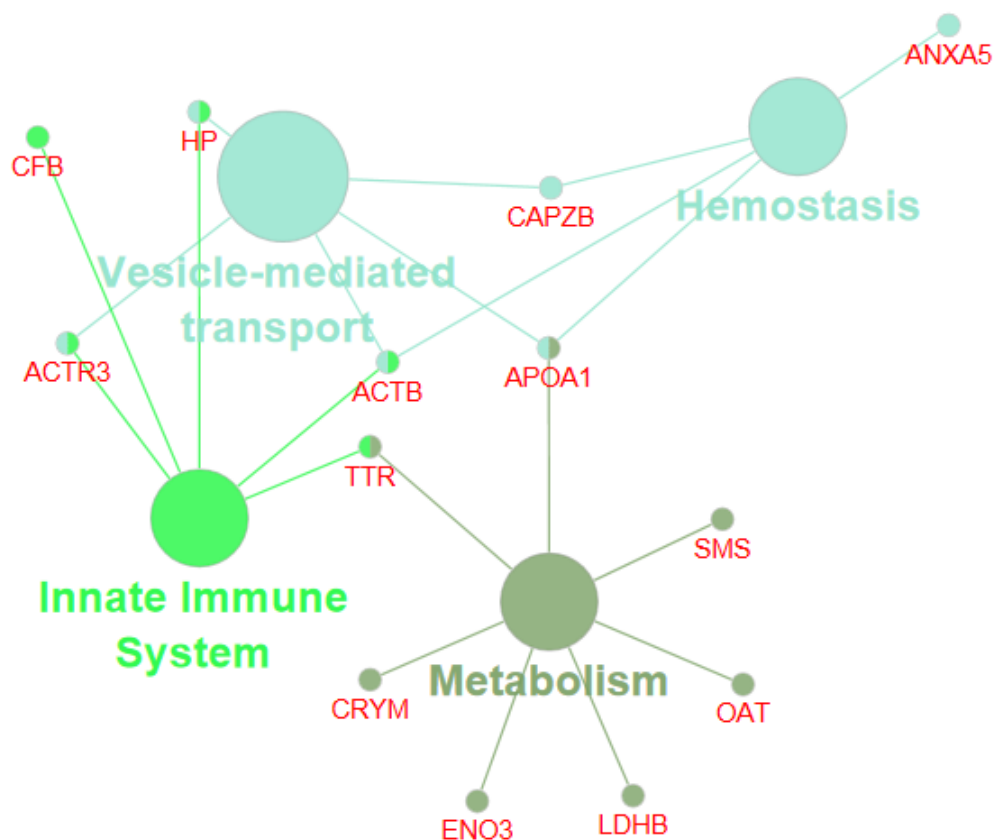 ANXA5
HP
CFB
CAPZB
Hemostasis
Vesicle-mediated
transport
ACTR3
ACTB
APOA1
TTR
SMS
Innate Immune
System
Metabolism
CRYM
OAT
ENO3
LDHB